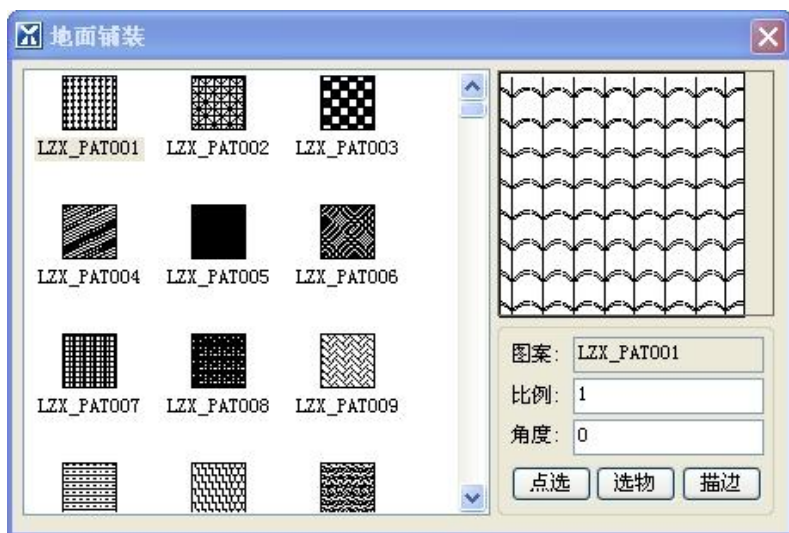 地面铺装
LZX_PAT001 LZX_PAT002 LZX_PAT003
LZX_PAT004 LZX_PAT005 LZX_PAT006
LZX_PAT007 LZX_PAT008 LZX_PAT009
图案: LZX_PAT001
比例: 1
角度: 0
点选 选物 描边